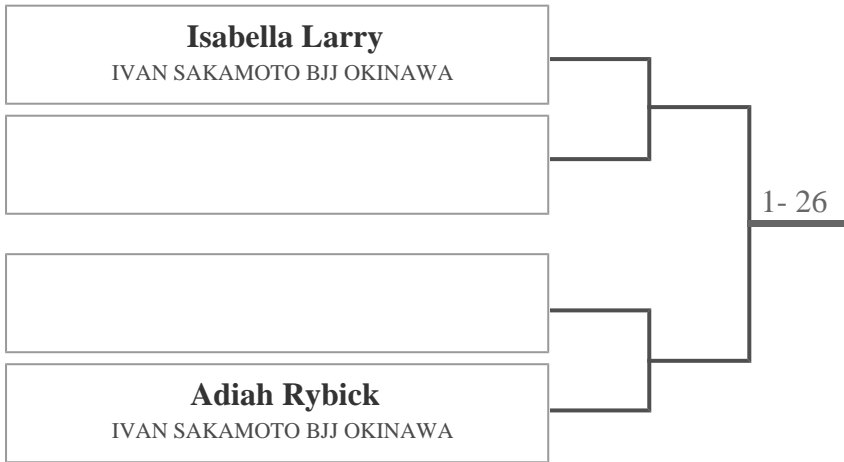 Isabella Larry
IVAN SAKAMOTO BJJ OKINAWA
1- 26
Adiah Rybick
IVAN SAKAMOTO BJJ OKINAWA